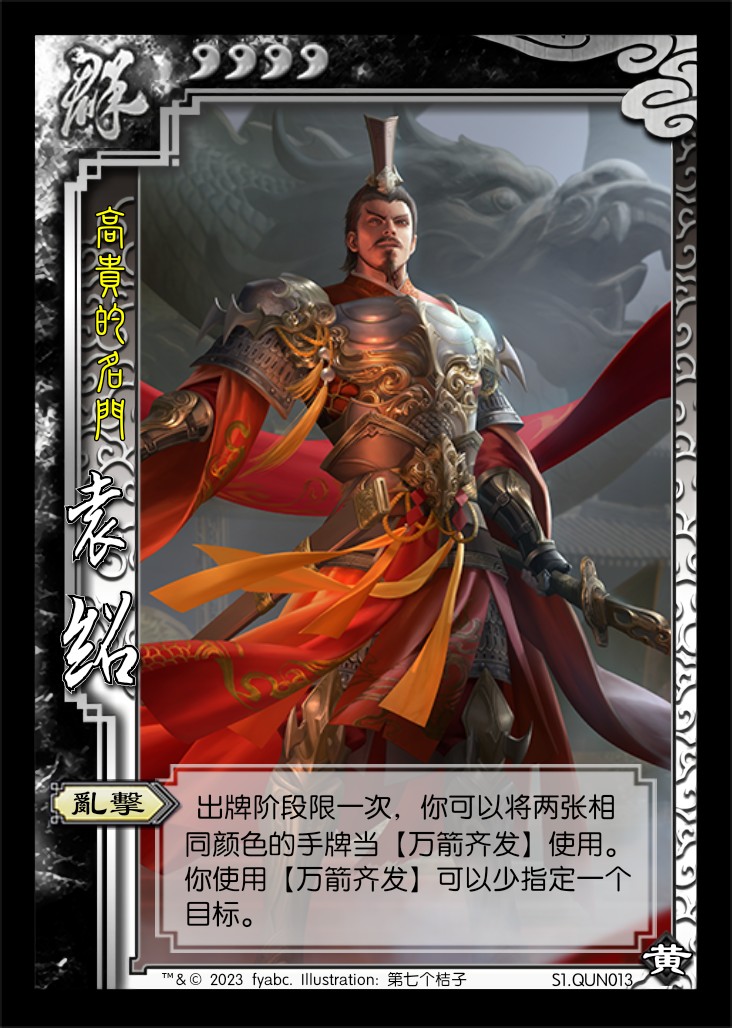 群
高貴的名門
袁绍
亂擊
出牌阶段限一次，你可以将两张相
同颜色的手牌当【万箭齐发】使用。
你使用【万箭齐发】可以少指定一个
目标。
黄
™&© 2023 fyabc. Illustration: 第七个桔子
S1.QUN013